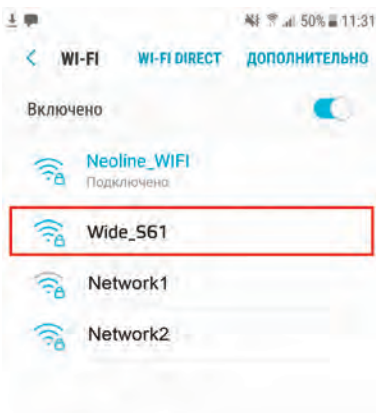 50% 11:31
WI-FI WI-FI DIRECT ДОПОЛНИТЕЛЬНО
Включено
Neoline_WIFI
Подключено
Wide_S61
Network1
Network2